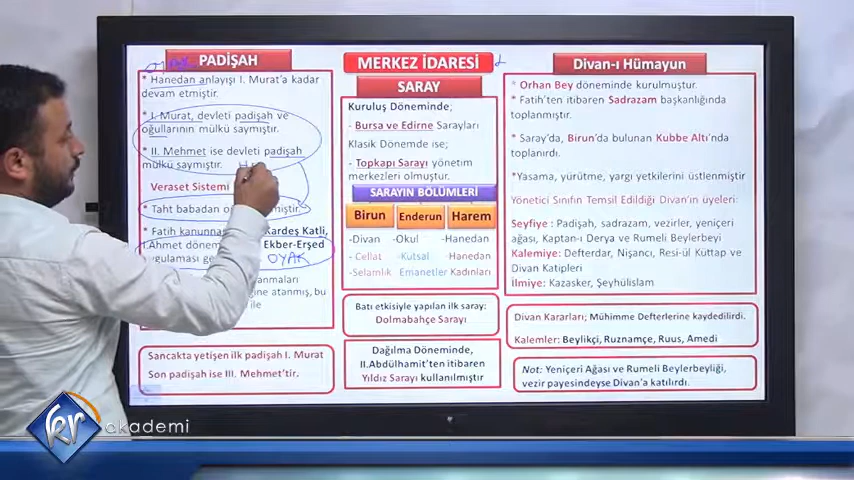 PADİŞAH
* Hanedan anlayışı I. Murat'a kadar
devam etmiştir.
* I. Murat, devleti padişah ve
oğullarının mülkü saymıştır.
* II. Mehmet ise devleti padişah
mülkü saymıştır.
Veraset Sistemi
* Taht babadan
* Fatih kanunna
Kardeş Katli,
I.Ahmet dönem
Ekber-Erşed
uygulaması
OYAK
Sancakta yetişen ilk padişah I. Murat
Son padişah ise III. Mehmet'tir.
MERKEZ İDARESİ
SARAY
Kuruluş Döneminde;
- Bursa ve Edirne Sarayları
Klasik Dönemde ise;
- Topkapı Sarayı yönetim
merkezleri olmuştur.
SARAYIN BÖLÜMLERİ
Birun Enderun Harem
-Divan -Okul -Hanedan
- Cellat -Kutsal -Hanedan
-Selamlık Emanetler Kadınları
Batı etkisiyle yapılan ilk saray:
Dolmabahçe Sarayı
Dağılma Döneminde,
II.Abdülhamit'ten itibaren
Yıldız Sarayı kullanılmıştır
Divan-ı Hümayun
* Orhan Bey döneminde kurulmuştur.
* Fatih'ten itibaren Sadrazam başkanlığında
toplanmıştır.
* Saray'da, Birun'da bulunan Kubbe Altı'nda
toplanırdı.
*Yasama, yürütme, yargı yetkilerini üstlenmiştir
Yönetici Sınıfın Temsil Edildiği Divan'ın üyeleri:
Seyfiye: Padişah, sadrazam, vezirler, yeniçeri
ağası, Kaptan-ı Derya ve Rumeli Beylerbeyi
Kalemiye: Defterdar, Nişancı, Resi-ül Küttap ve
Divan Katipleri
İlmiye: Kazasker, Şeyhülislam
Divan Kararları; Mühimme Defterlerine kaydedilirdi.
Kalemler: Beylikçi, Ruznamçe, Ruus, Amedi
Not: Yeniçeri Ağası ve Rumeli Beylerbeyliği,
vezir payesindeyse Divan'a katılırdı.
kr akademi